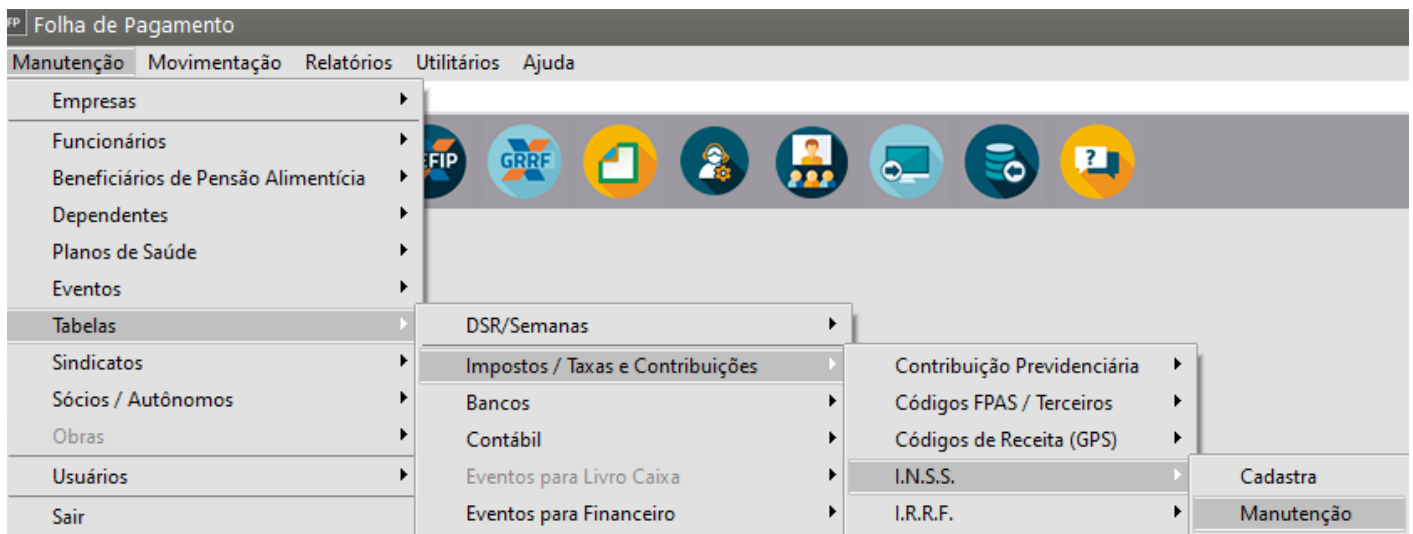 FP Folha de Pagamento
Manutenção Movimentação Relatórios Utilitários Ajuda
Empresas
Funcionários
Beneficiários de Pensão Alimentícia
Dependentes
Planos de Saúde
Eventos
Tabelas
Sindicatos
Sócios / Autônomos
Obras
Usuários
Sair
EFIP
GRRF
?
DSR/Semanas
Impostos / Taxas e Contribuições
Bancos
Contábil
Eventos para Livro Caixa
Eventos para Financeiro
Contribuição Previdenciária
Códigos FPAS / Terceiros
Códigos de Receita (GPS)
I.N.S.S.
I.R.R.F.
Cadastra
Manutenção